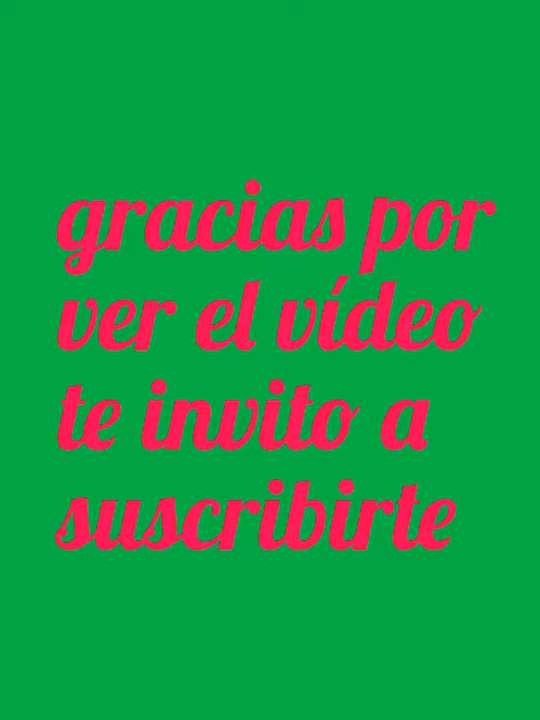 gracias por
ver el vídeo
te invito a
suscribirte